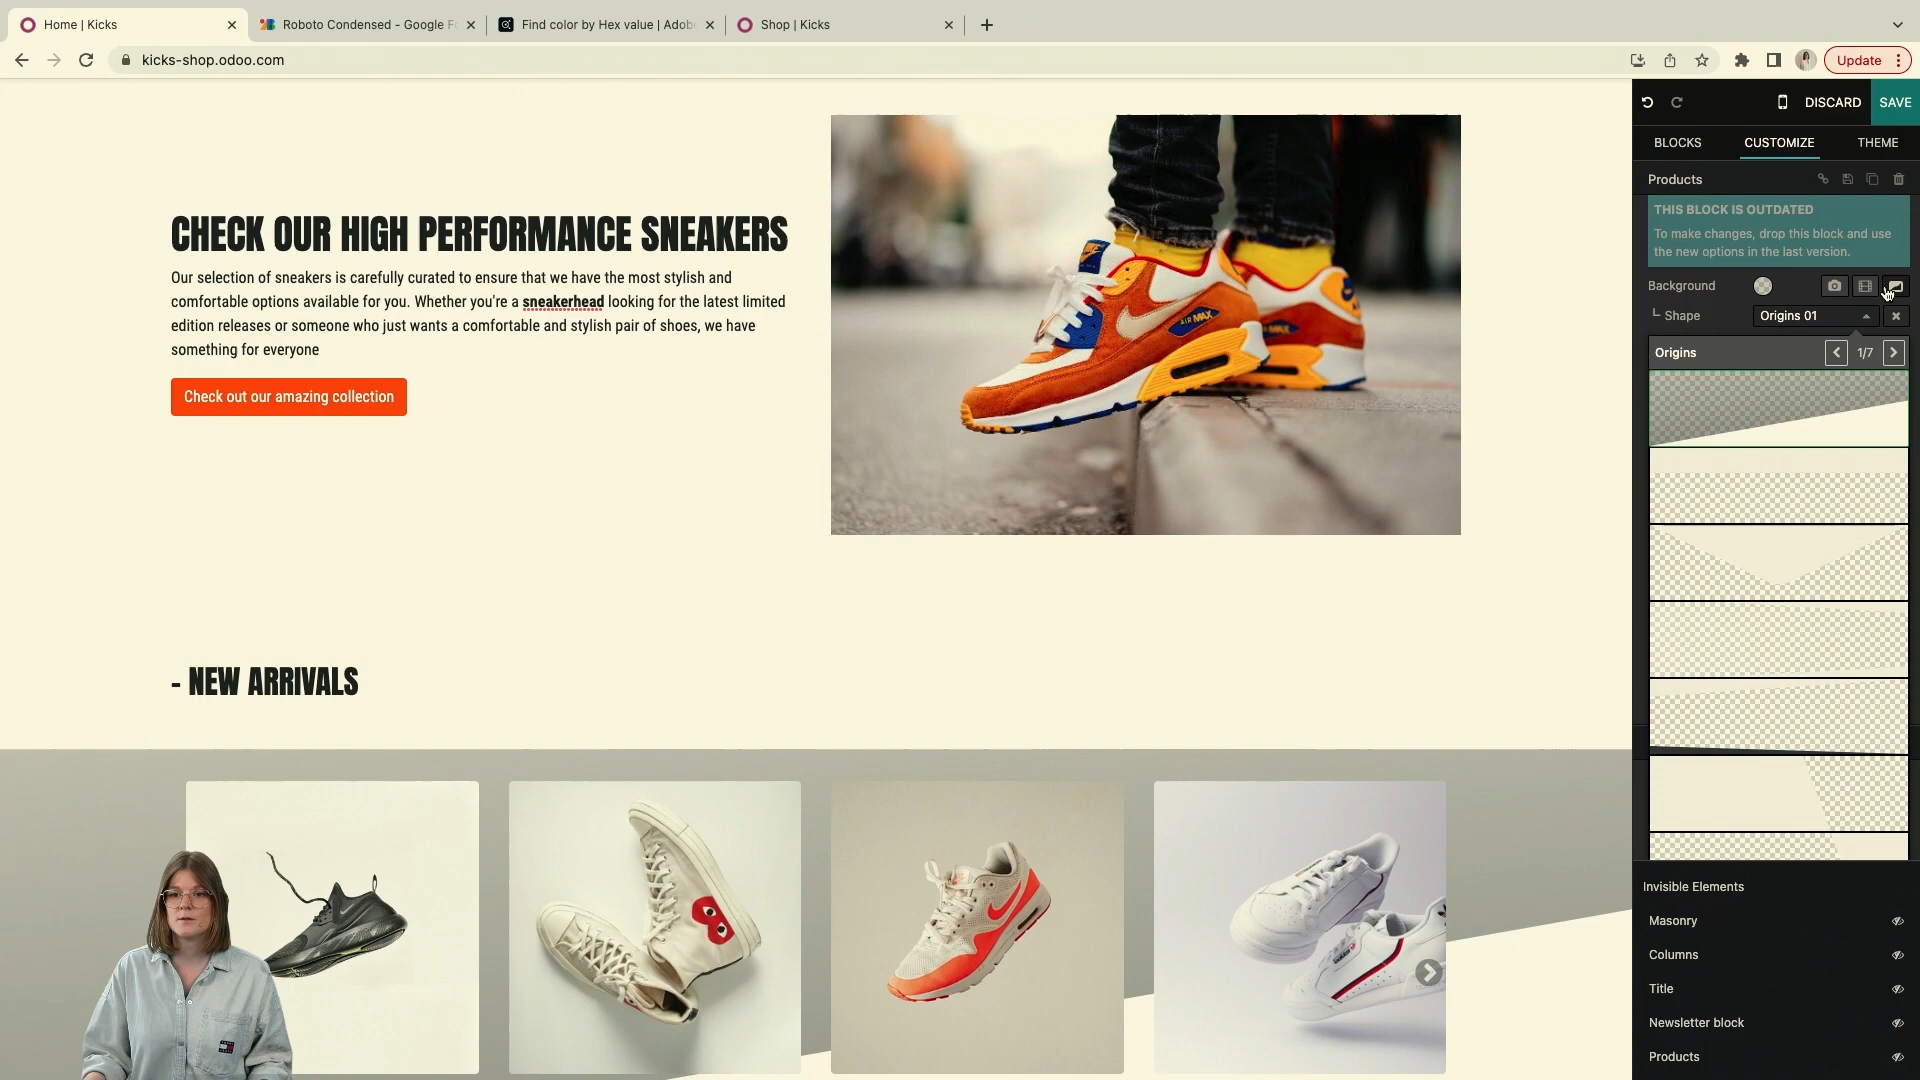 Home | Kicks
Roboto Condensed - Google Fo
Find color by Hex value | Adobe
Shop | Kicks
kicks-shop.odoo.com
Update
DISCARD
SAVE
BLOCKS
CUSTOMIZE
THEME
Products
THIS BLOCK IS OUTDATED
To make changes, drop this block and use
the new options in the last version.
Background
Shape
Origins 01
Origins
1/7
CHECK OUR HIGH PERFORMANCE SNEAKERS
Our selection of sneakers is carefully curated to ensure that we have the most stylish and
comfortable options available for you. Whether you're a sneakerhead looking for the latest limited
edition releases or someone who just wants a comfortable and stylish pair of shoes, we have
something for everyone
Check out our amazing collection
AIR MAX
- NEW ARRIVALS
Invisible Elements
Masonry
Columns
Title
Newsletter block
Products